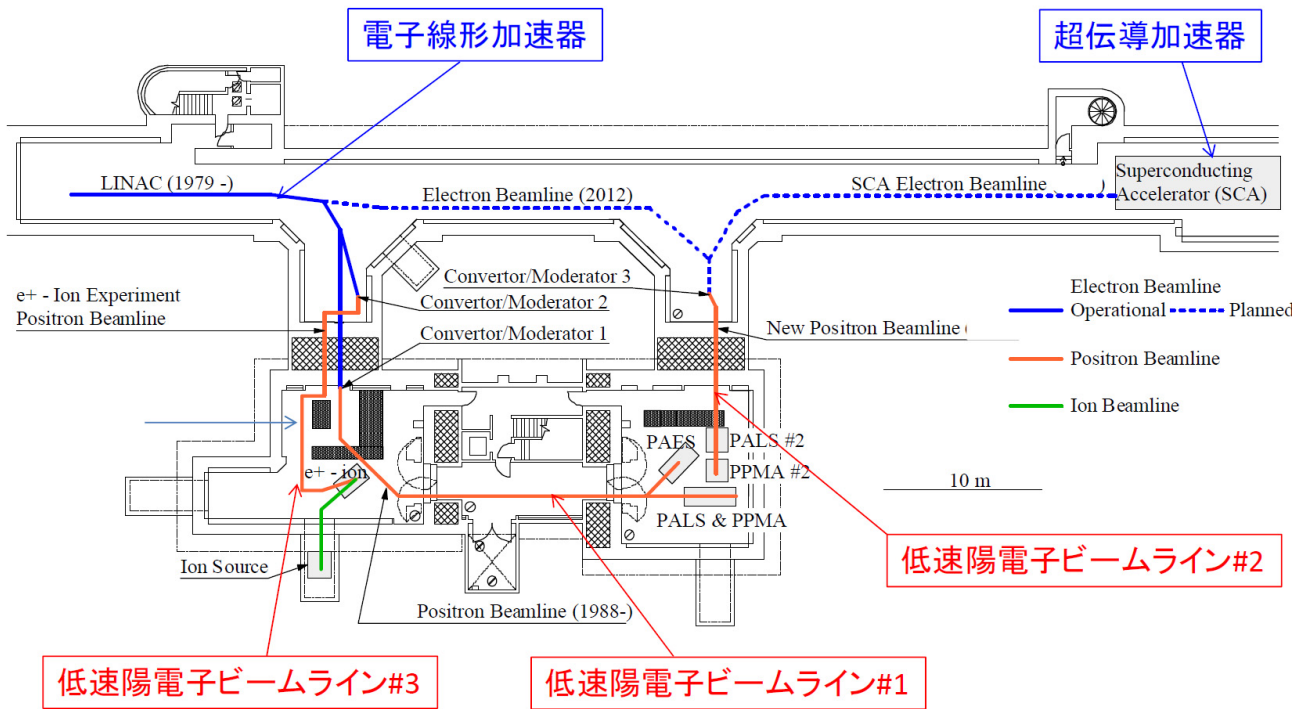 電子線形加速器
超伝導加速器
LINAC (1979 -)
Electron Beamline (2012)
SCA Electron Beamline (
Superconducting
Accelerator (SCA)
Convertor/Moderator 3
Convertor/Moderator 2
Convertor/Moderator 1
e+ - Ion Experiment
Positron Beamline
New Positron Beamline (
Electron Beamline
Operational
Planned
Positron Beamline
Ion Beamline
PAES
PALS #2
PPMA #2
e+ - ion
10 m
PALS & PPMA
Ion Source
Positron Beamline (1988-)
低速陽電子ビームライン#2
低速陽電子ビームライン#3
低速陽電子ビームライン#1